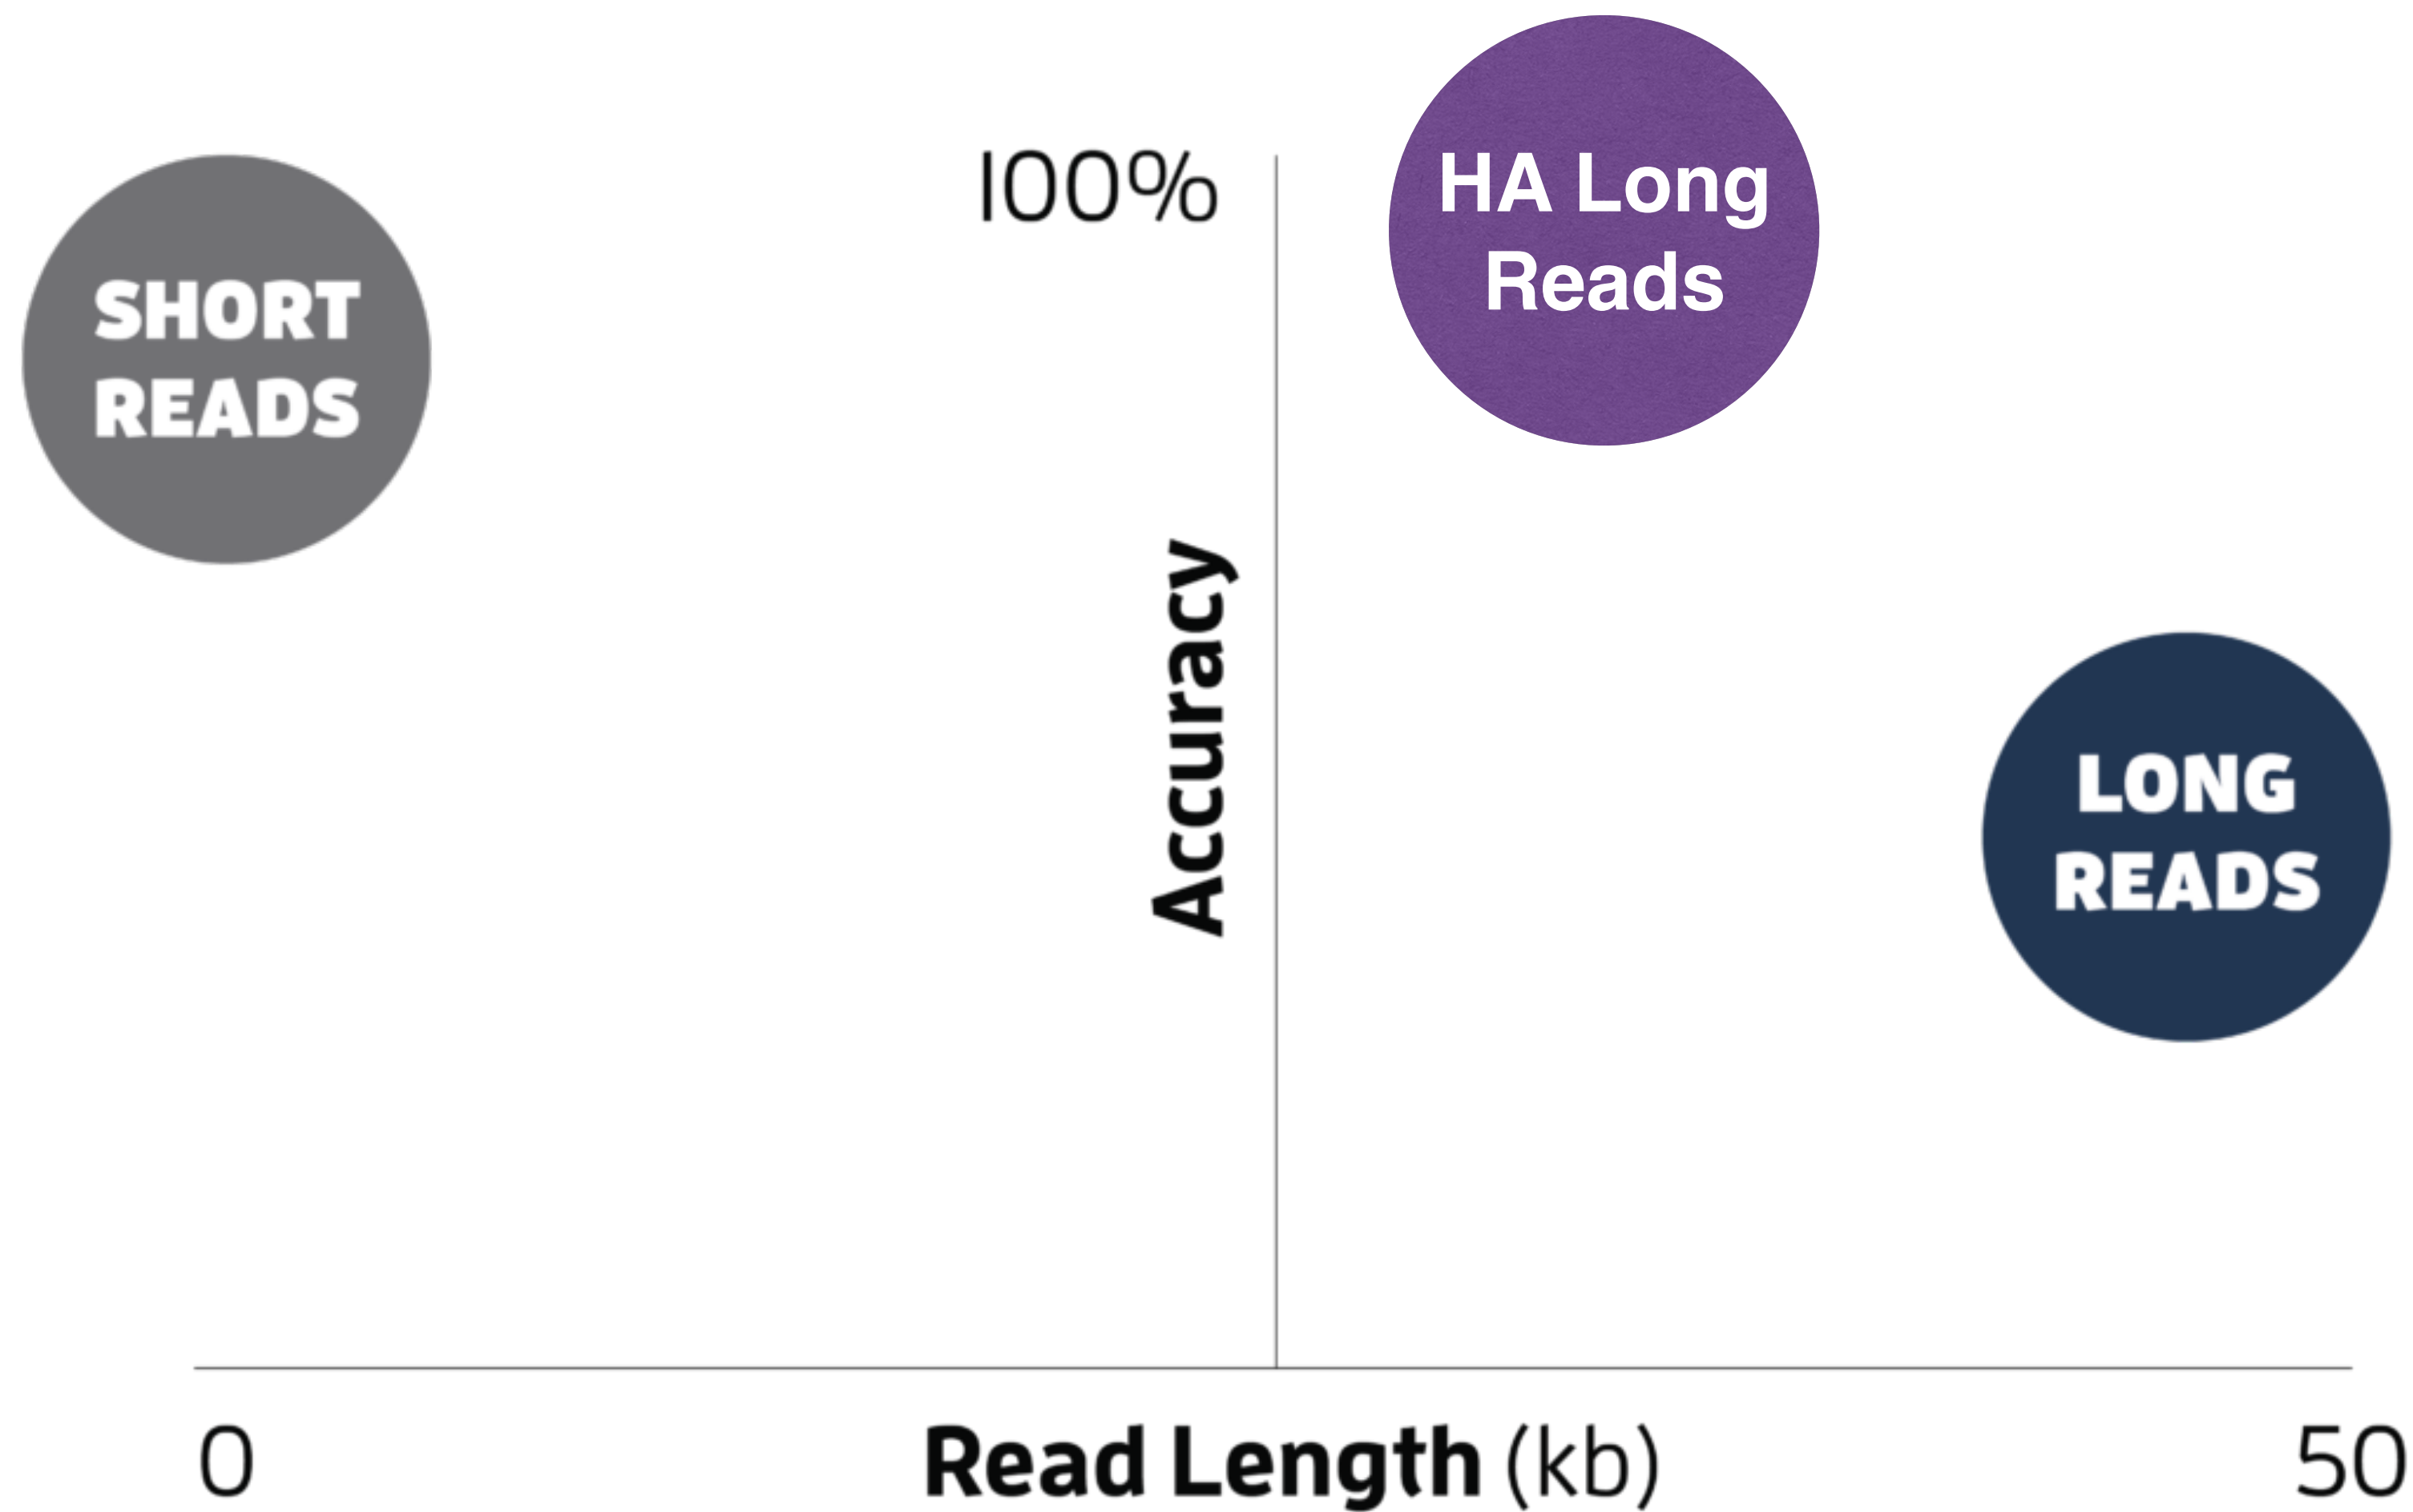 HA Long
Reads
100%
SHORT
READS
Accuracy
LONG
READS
0
Read Length (kb)
50